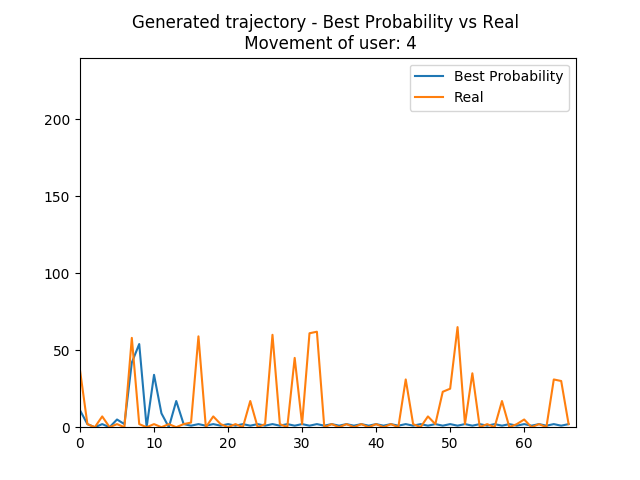 Generated trajectory - Best Probability vs Real
Movement of user: 4
Best Probability
Real
200
150
100
50
0
0 10 20 30 40 50 60